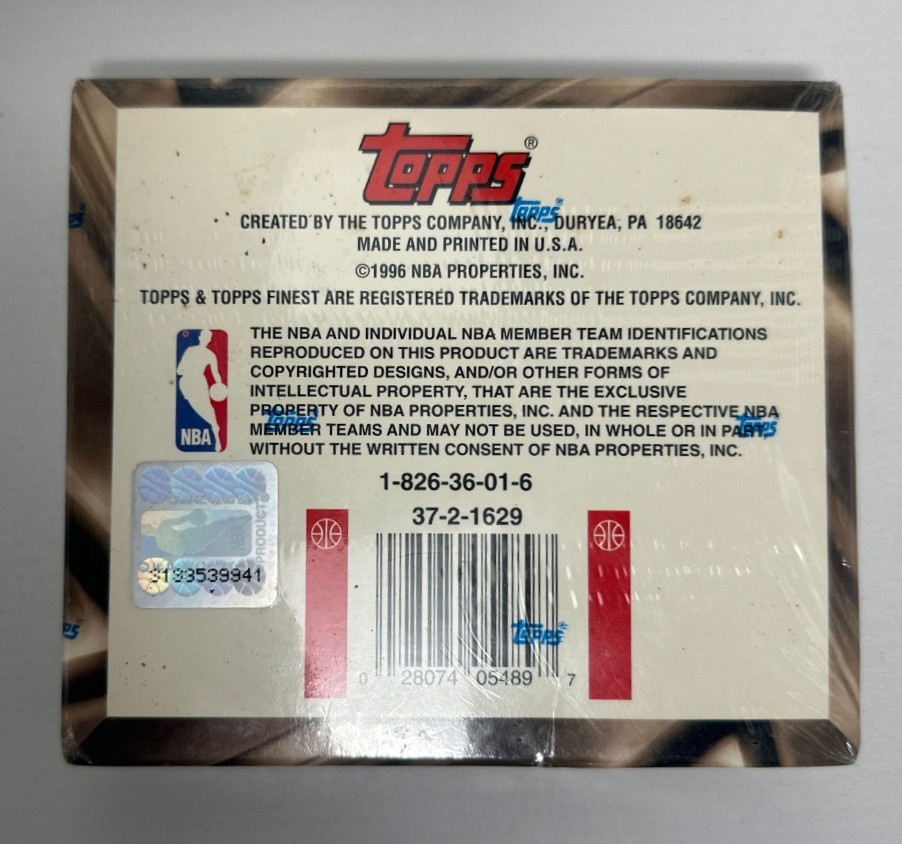 Topps®
Topps®
CREATED BY THE TOPPS COMPANY, INC., DURYEA, PA 18642
MADE AND PRINTED IN U.S.A.
©1996 NBA PROPERTIES, INC.
TOPPS & TOPPS FINEST ARE REGISTERED TRADEMARKS OF THE TOPPS COMPANY, INC.
THE NBA AND INDIVIDUAL NBA MEMBER TEAM IDENTIFICATIONS
REPRODUCED ON THIS PRODUCT ARE TRADEMARKS AND
COPYRIGHTED DESIGNS, AND/OR OTHER FORMS OF
INTELLECTUAL PROPERTY, THAT ARE THE EXCLUSIVE
PROPERTY OF NBA PROPERTIES, INC. AND THE RESPECTIVE NBA
MEMBER TEAMS AND MAY NOT BE USED, IN WHOLE OR IN PART,
WITHOUT THE WRITTEN CONSENT OF NBA PROPERTIES, INC.
NBA
Topps
Topps
1-826-36-01-6
37-2-1629
PRODUCT
Topps®
0 28074 05489 7